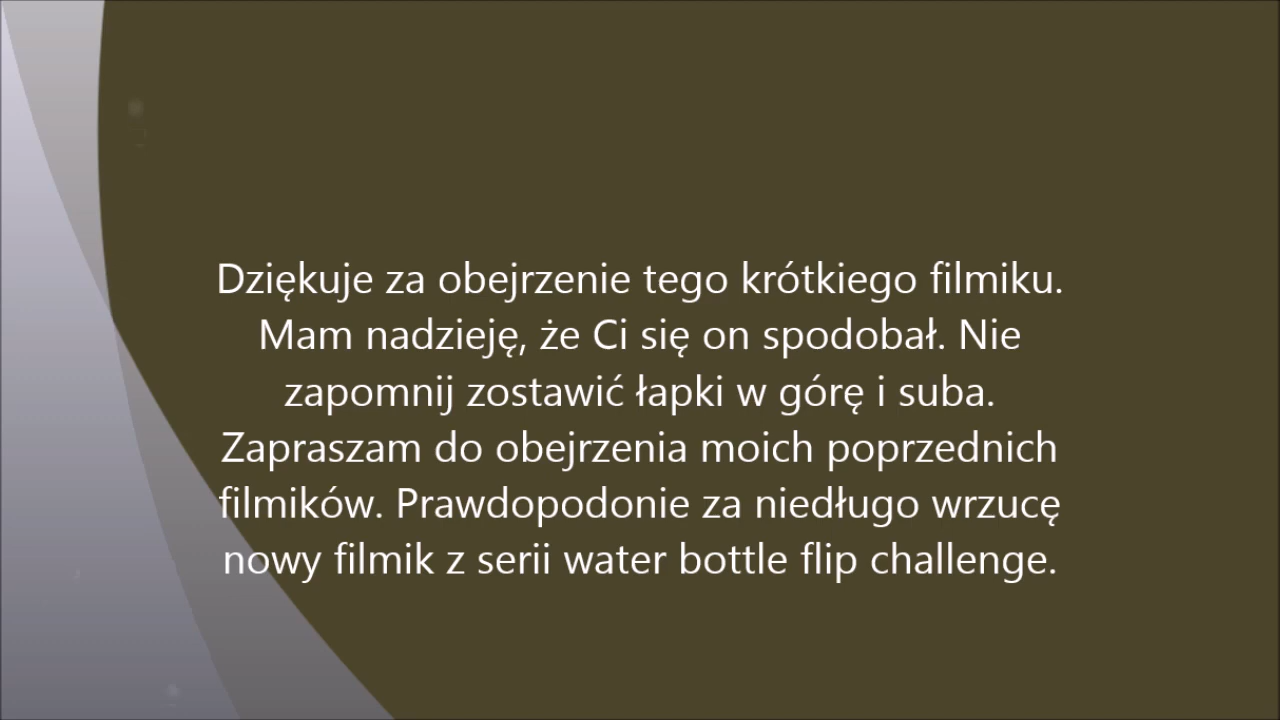 Dziękuje za obejrzenie tego krótkiego filmiku.
Mam nadzieję, że Ci się on spodobał. Nie
zapomnij zostawić łapki w górę i suba.
Zapraszam do obejrzenia moich poprzednich
filmików. Prawdopodonie za niedługo wrzucę
nowy filmik z serii water bottle flip challenge.